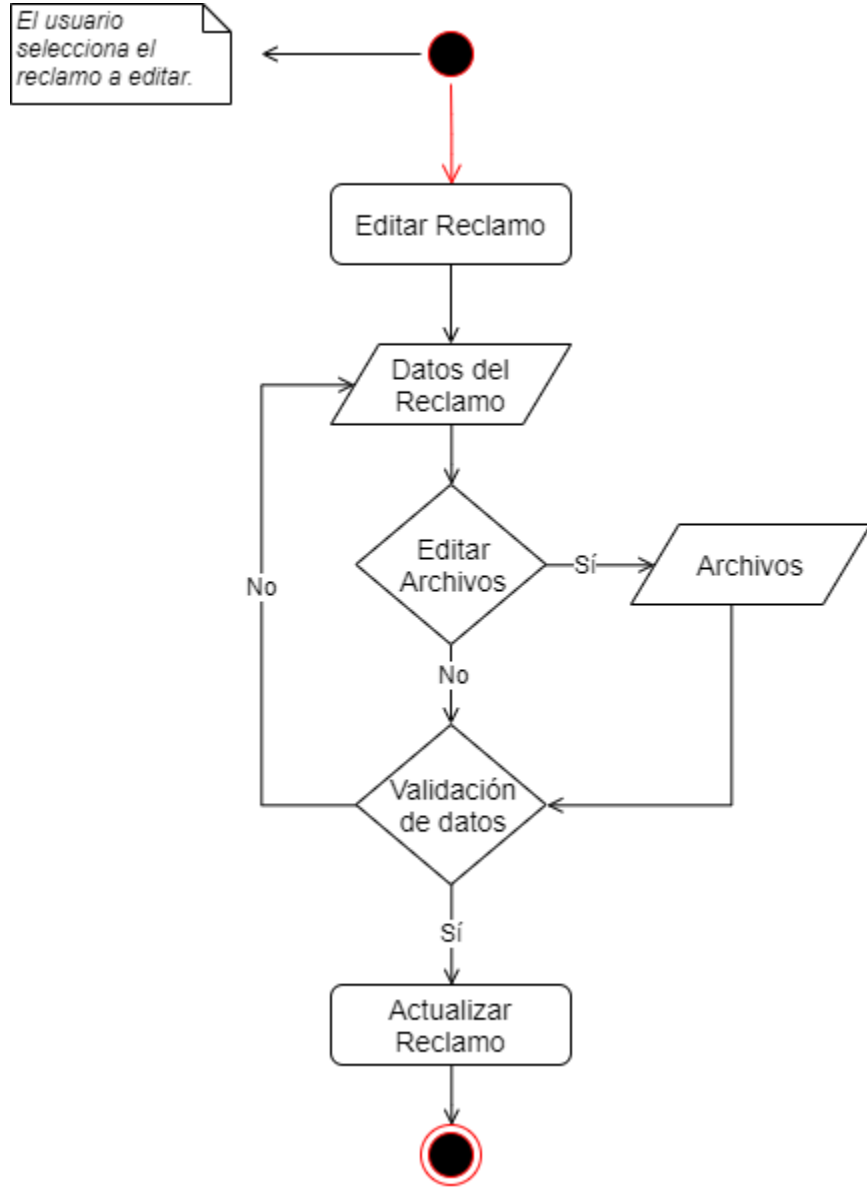 El usuario
selecciona el
reclamo a editar.
Editar Reclamo
Datos del
Reclamo
Editar
Archivos
Sí
Archivos
No
No
Validación
de datos
Sí
Actualizar
Reclamo